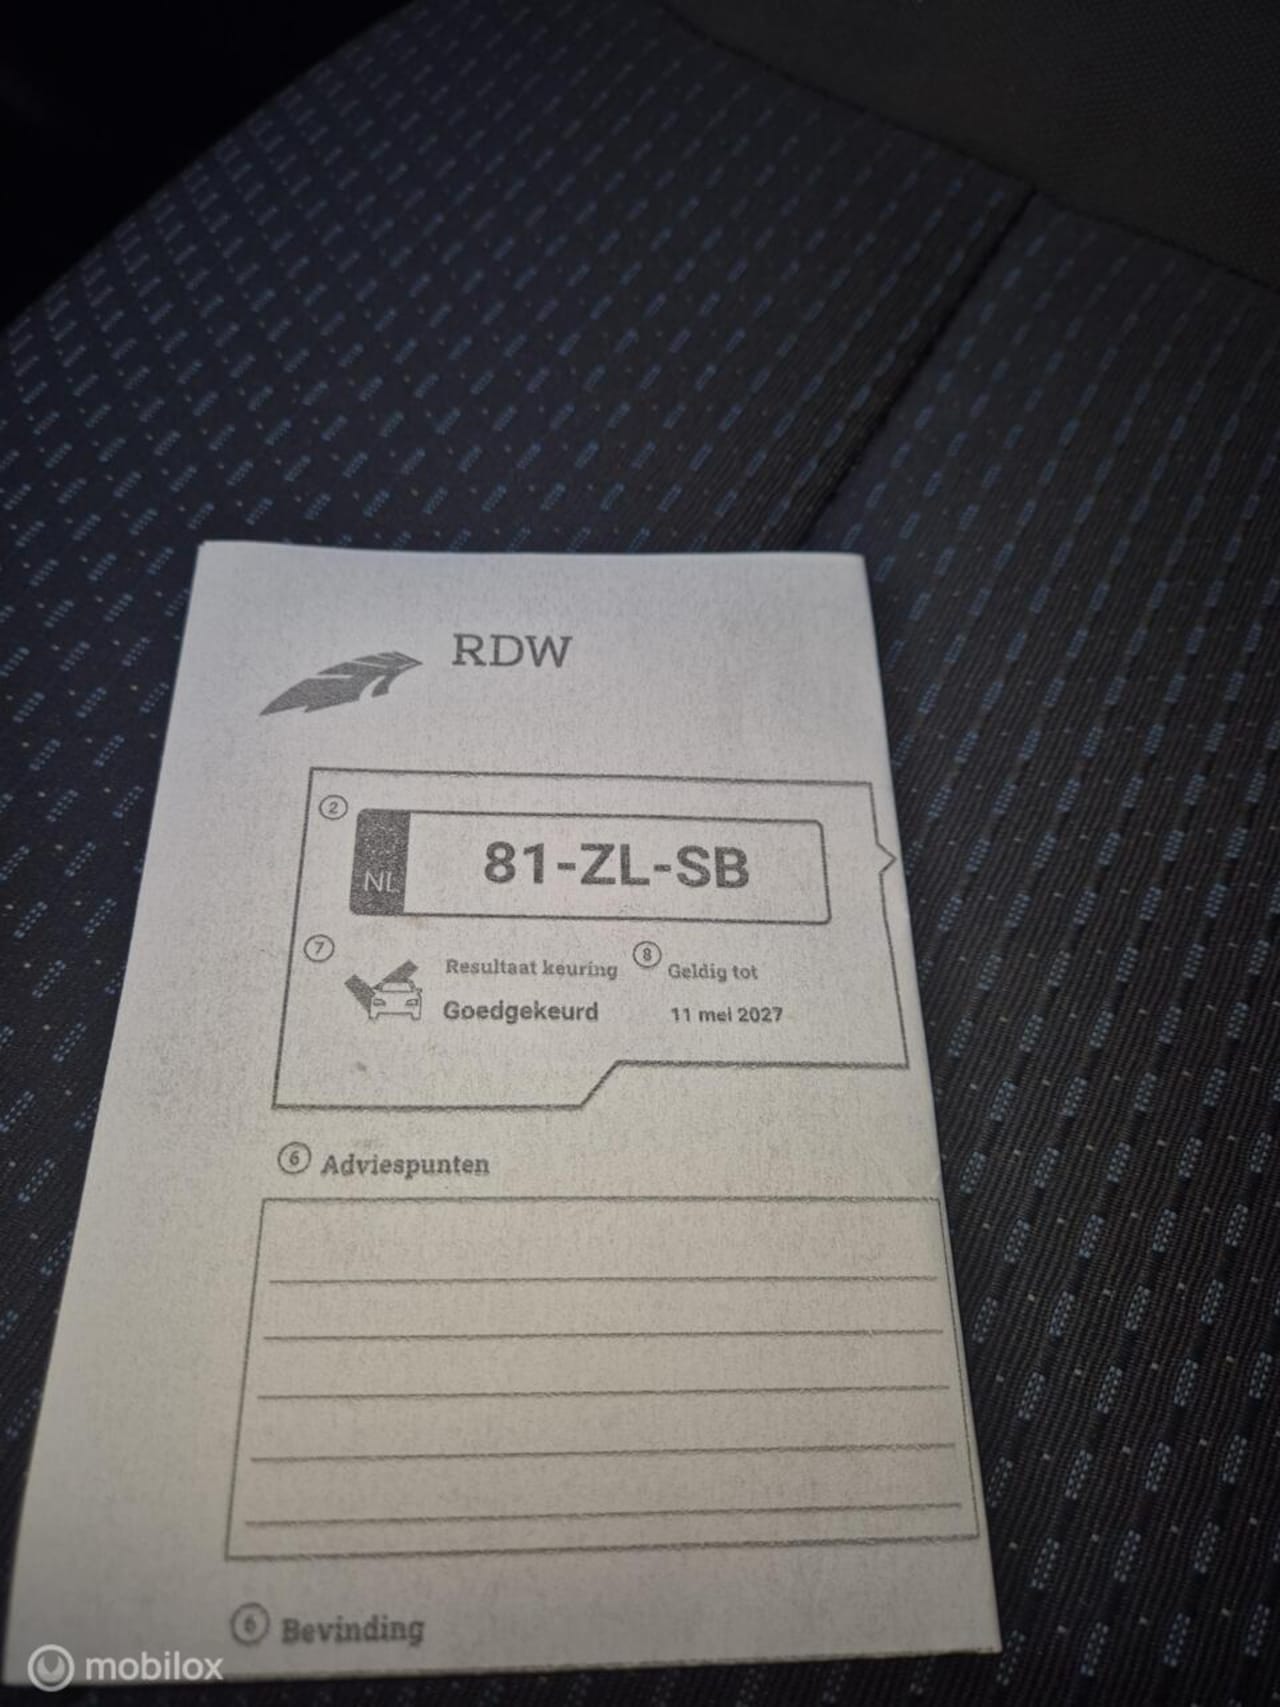 RDW
2
NL
81-ZL-SB
7
Resultaat keuring
8
Geldig tot
Goedgekeurd
11 mei 2027
6 Adviespunten
6 Bevinding
mobilox